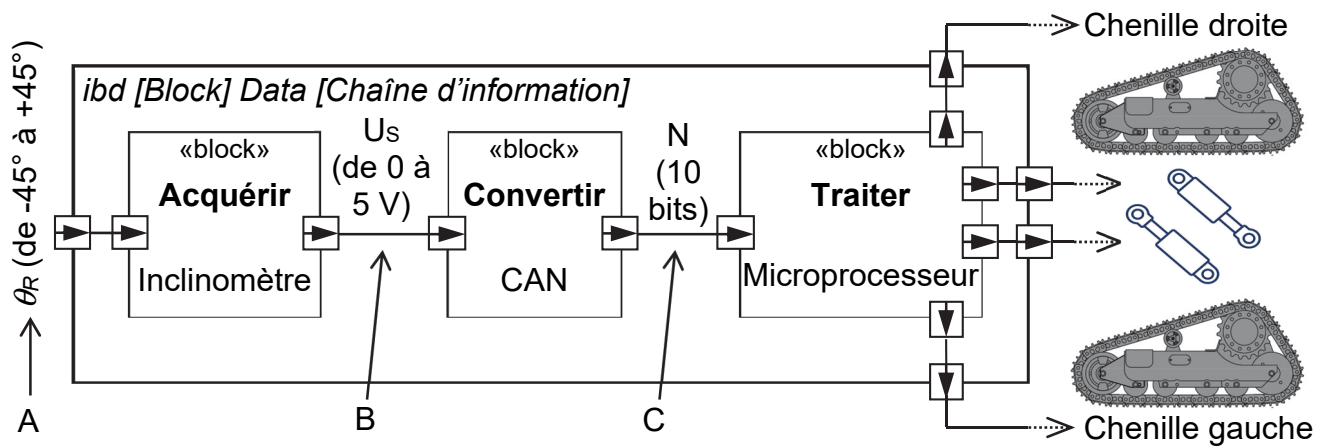 Chenille droite
θR (de -45° à +45°)
ibd [Block] Data [Chaîne d’information]
«block»
Acquérir
Inclinomètre
US
(de 0 à
5 V)
«block»
Convertir
CAN
N
(10
bits)
«block»
Traiter
Microprocesseur
A
B
C
Chenille gauche